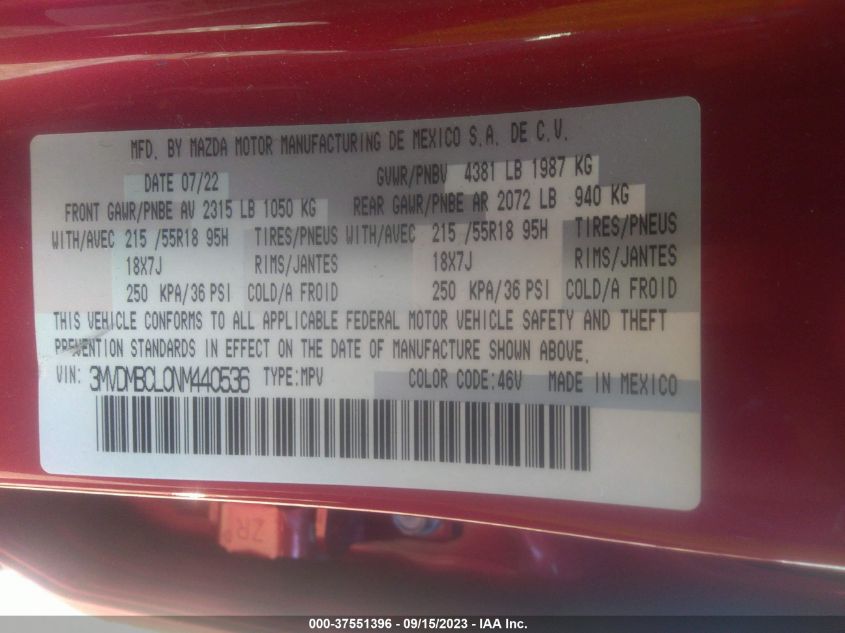 MFD. BY MAZDA MOTOR MANUFACTURING DE MEXICO S.A. DE C.V.
DATE 07/22 GVWR/PNBV 4381 LB 1987 KG
FRONT GAWR/PNBE AV 2315 LB 1050 KG REAR GAWR/PNBE AR 2072 LB 940 KG
WITH/AVEC 215 /55R18 95H TIRES/PNEUS WITH/AVEC 215 /55R18 95H TIRES/PNEUS
18X7J RIMS/JANTES 18X7J RIMS/JANTES
250 KPA/36 PSI COLD/A FROID 250 KPA/36 PSI COLD/A FROID
THIS VEHICLE CONFORMS TO ALL APPLICABLE FEDERAL MOTOR VEHICLE SAFETY AND THEFT
PREVENTION STANDARDS IN EFFECT ON THE DATE OF MANUFACTURE SHOWN ABOVE.
VIN: 3MVDMBCL0NM440536 TYPE:MPV COLOR CODE:46V MADE IN MEXICO
ZR
000-37551396 - 09/15/2023 - IAA Inc.